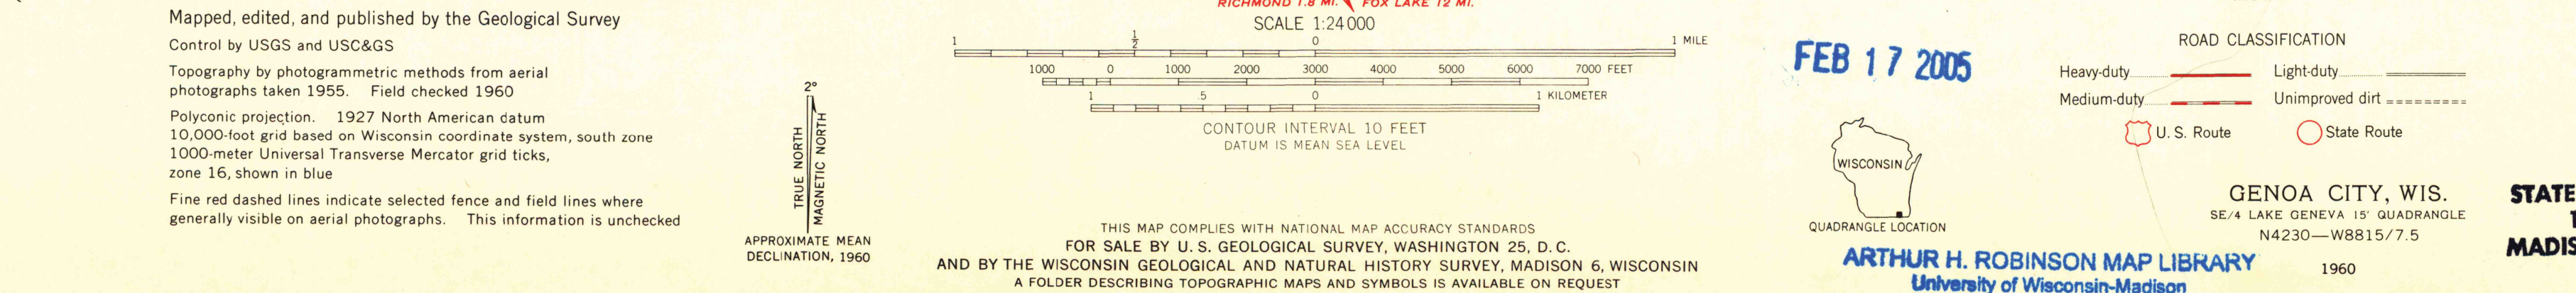 Mapped, edited, and published by the Geological Survey
Control by USGS and USC&GS
Topography by photogrammetric methods from aerial
photographs taken 1955. Field checked 1960
Polyconic projection. 1927 North American datum
10,000-foot grid based on Wisconsin coordinate system, south zone
1000-meter Universal Transverse Mercator grid ticks,
zone 16, shown in blue
Fine red dashed lines indicate selected fence and field lines where
generally visible on aerial photographs. This information is unchecked
2°
TRUE NORTH
MAGNETIC NORTH
APPROXIMATE MEAN
DECLINATION, 1960
RICHMOND 1.8 MI. FOX LAKE 12 MI.
SCALE 1:24 000
1 ½ 0 1 MILE
1000 0 1000 2000 3000 4000 5000 6000 7000 FEET
1 .5 0 1 KILOMETER
CONTOUR INTERVAL 10 FEET
DATUM IS MEAN SEA LEVEL
THIS MAP COMPLIES WITH NATIONAL MAP ACCURACY STANDARDS
FOR SALE BY U. S. GEOLOGICAL SURVEY, WASHINGTON 25, D. C.
AND BY THE WISCONSIN GEOLOGICAL AND NATURAL HISTORY SURVEY, MADISON 6, WISCONSIN
A FOLDER DESCRIBING TOPOGRAPHIC MAPS AND SYMBOLS IS AVAILABLE ON REQUEST
FEB 17 2005
WISCONSIN
QUADRANGLE LOCATION
ARTHUR H. ROBINSON MAP LIBRARY
University of Wisconsin-Madison
ROAD CLASSIFICATION
Heavy-duty Light-duty
Medium-duty Unimproved dirt
U. S. Route State Route
GENOA CITY, WIS.
SE/4 LAKE GENEVA 15' QUADRANGLE
N4230—W8815/7.5
1960
STATE
MADIS